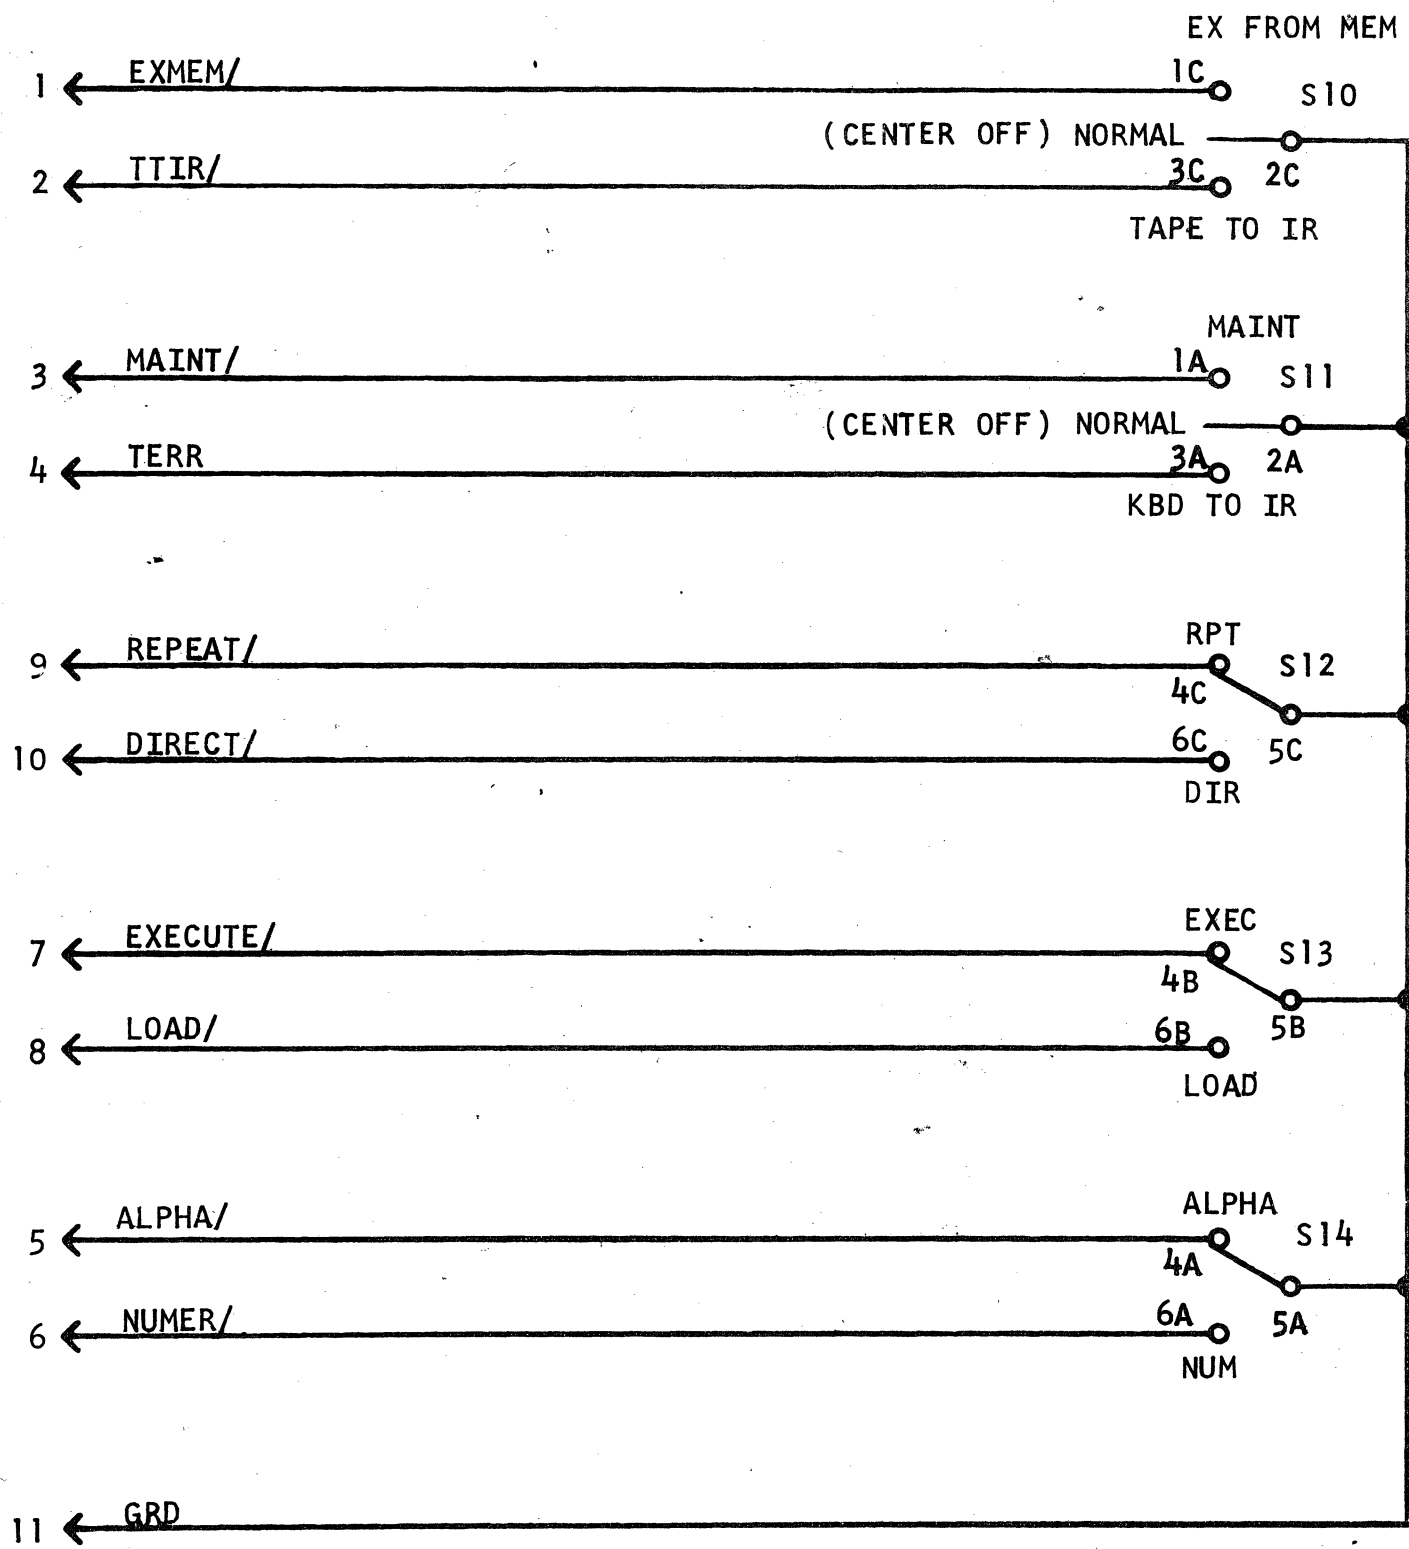 EX FROM MEM
1 EXMEM/ 1C S10
(CENTER OFF) NORMAL
2 TTIR/ 3C 2C
TAPE TO IR
MAINT
3 MAINT/ 1A S11
(CENTER OFF) NORMAL
4 TERR 3A 2A
KBD TO IR
RPT
9 REPEAT/ S12
4C
10 DIRECT/ 6C 5C
DIR
EXEC
7 EXECUTE/ S13
4B
8 LOAD/ 6B 5B
LOAD
ALPHA
5 ALPHA/ S14
4A
6 NUMER/ 6A 5A
NUM
11 GRD